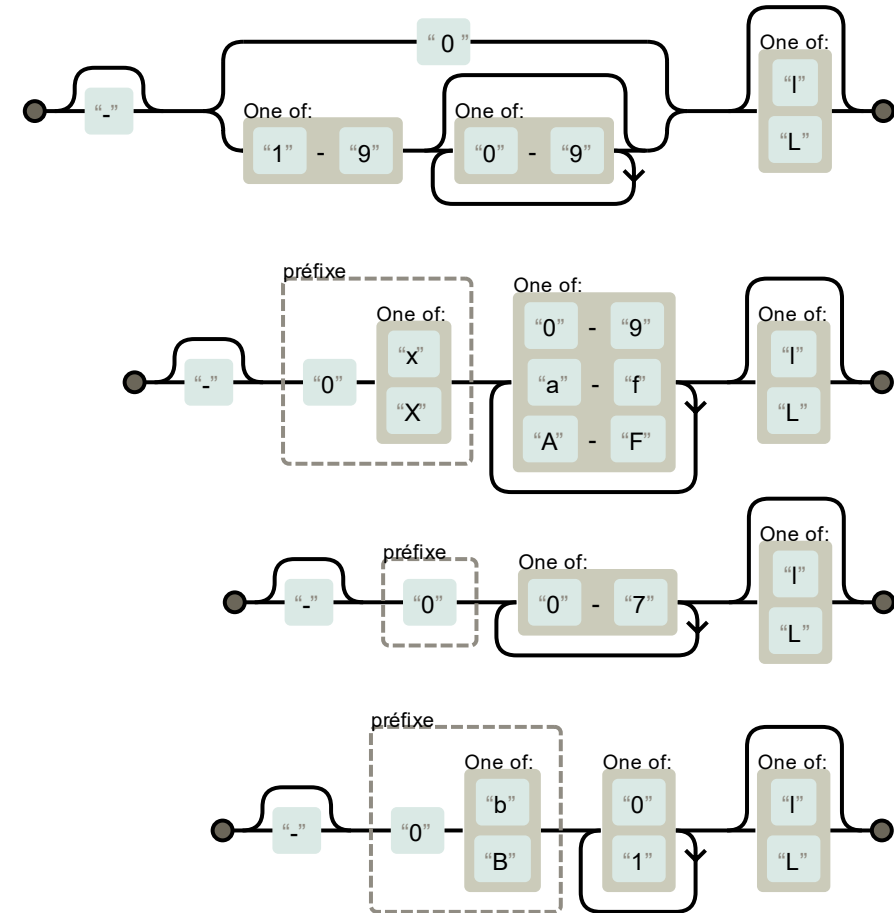 “0”
One of:
“l”
“-”
“L”
One of:
“1” - “9”
One of:
“0” - “9”
préfixe
One of:
“0” - “9”
“a” - “f”
“A” - “F”
One of:
“x”
“X”
One of:
“l”
“L”
“-”
“0”
préfixe
“-”
“0”
One of:
“0” - “7”
One of:
“l”
“L”
préfixe
“-”
“0”
One of:
“b”
“B”
One of:
“0”
“1”
One of:
“l”
“L”